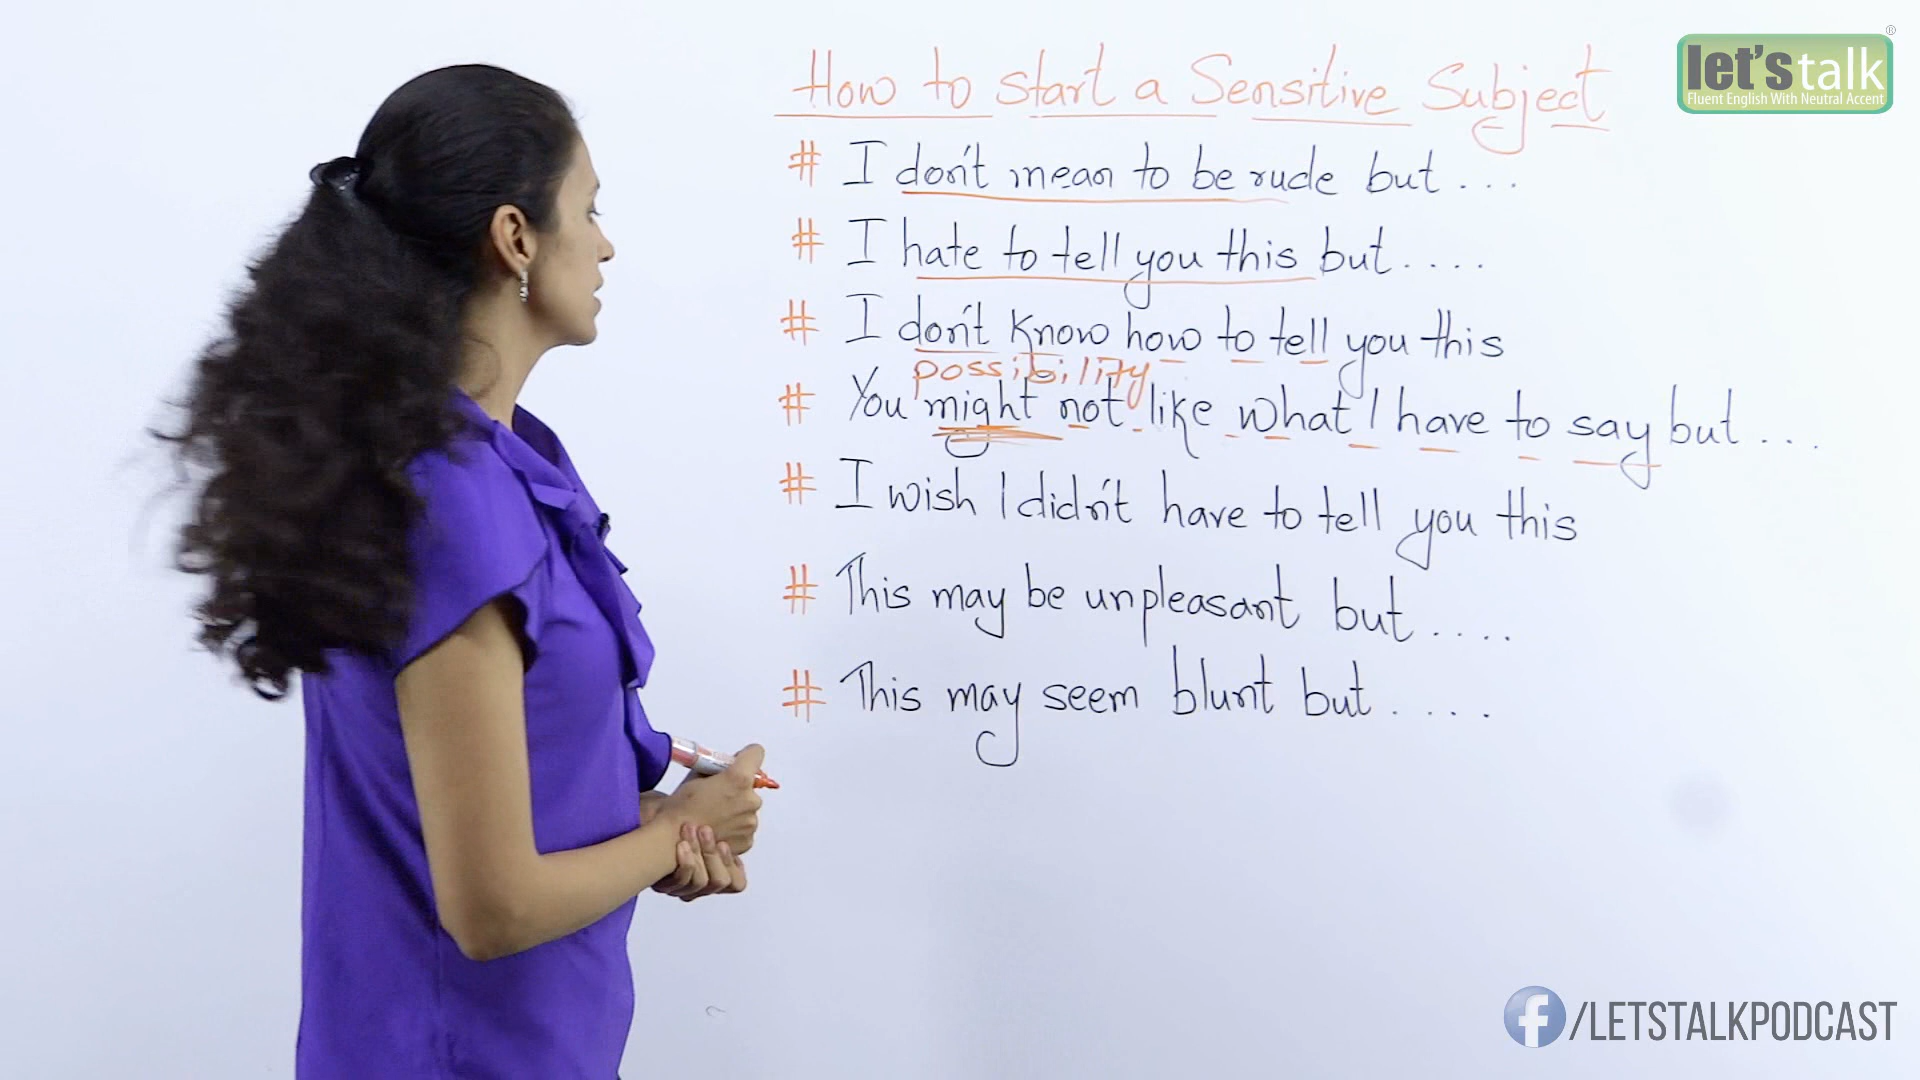 How to start a Sensitive Subject
# I don't mean to be rude but...
# I hate to tell you this but....
# I don't know how to tell you this
possibility
# You might not like what I have to say but...
# I wish I didn't have to tell you this
# This may be unpleasant but....
# This may seem blunt but....
let's talk ®
Fluent English With Neutral Accent
f/LETSTALKPODCAST